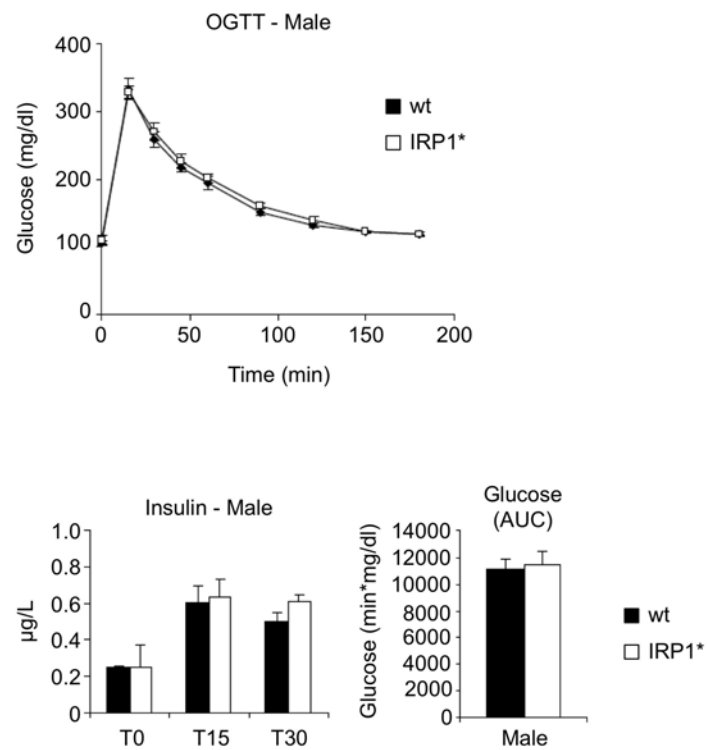 OGTT - Male
400
300
200
100
0
Glucose (mg/dl)
0 50 100 150 200
Time (min)
wt
IRP1*
Insulin - Male
1.0
0.8
0.6
0.4
0.2
0
µg/L
T0 T15 T30
Glucose
(AUC)
14000
12000
10000
8000
6000
4000
2000
0000
Glucose (min*mg/dl)
Male
wt
IRP1*